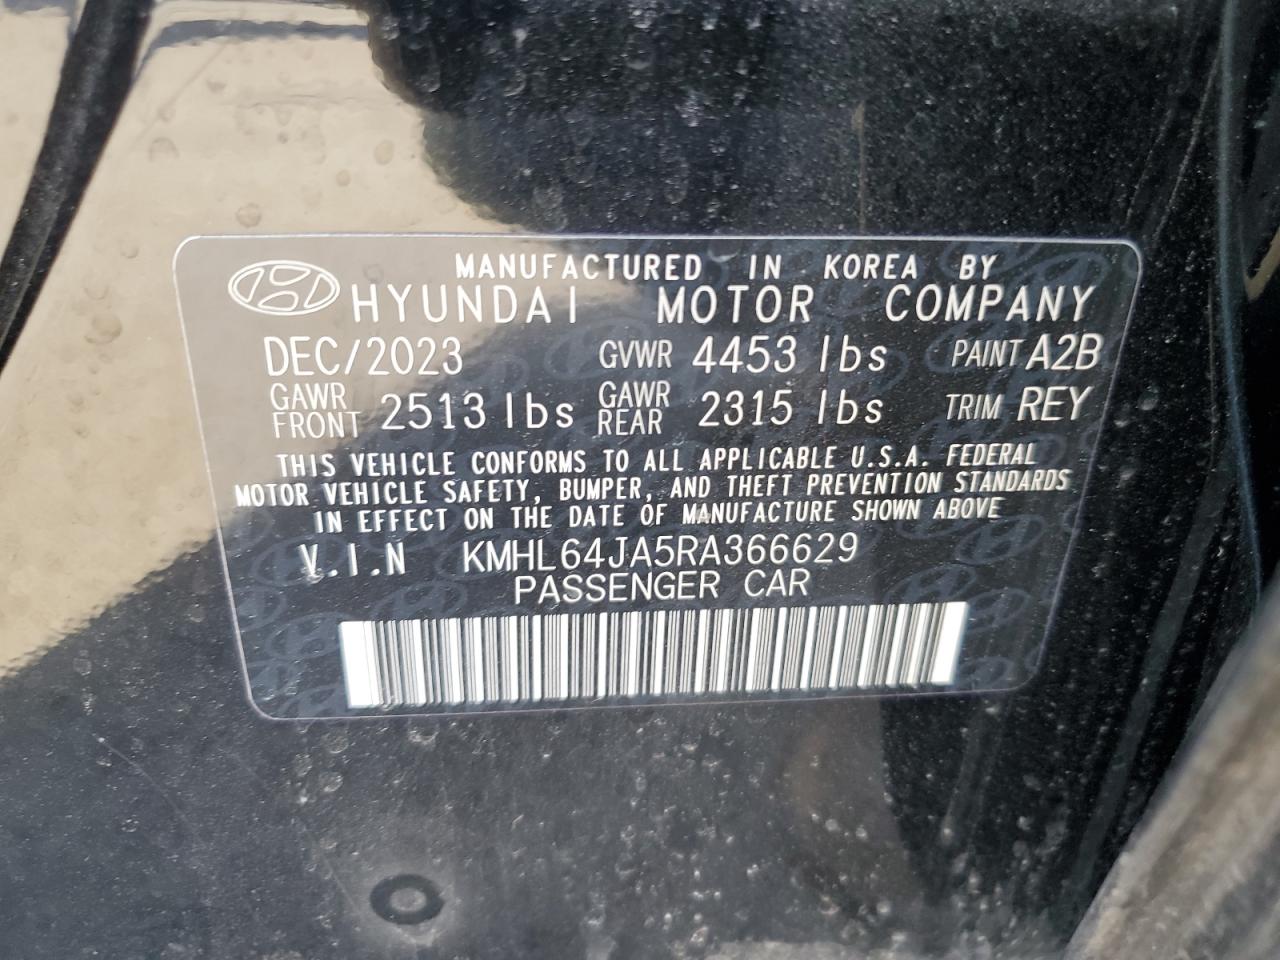 MANUFACTURED IN KOREA BY
HYUNDAI MOTOR COMPANY
DEC/2023 GVWR 4453 lbs PAINT A2B
GAWR FRONT 2513 lbs GAWR REAR 2315 lbs TRIM REY
THIS VEHICLE CONFORMS TO ALL APPLICABLE U.S.A. FEDERAL
MOTOR VEHICLE SAFETY, BUMPER, AND THEFT PREVENTION STANDARDS
IN EFFECT ON THE DATE OF MANUFACTURE SHOWN ABOVE
V.I.N KMHL64JA5RA366629
PASSENGER CAR